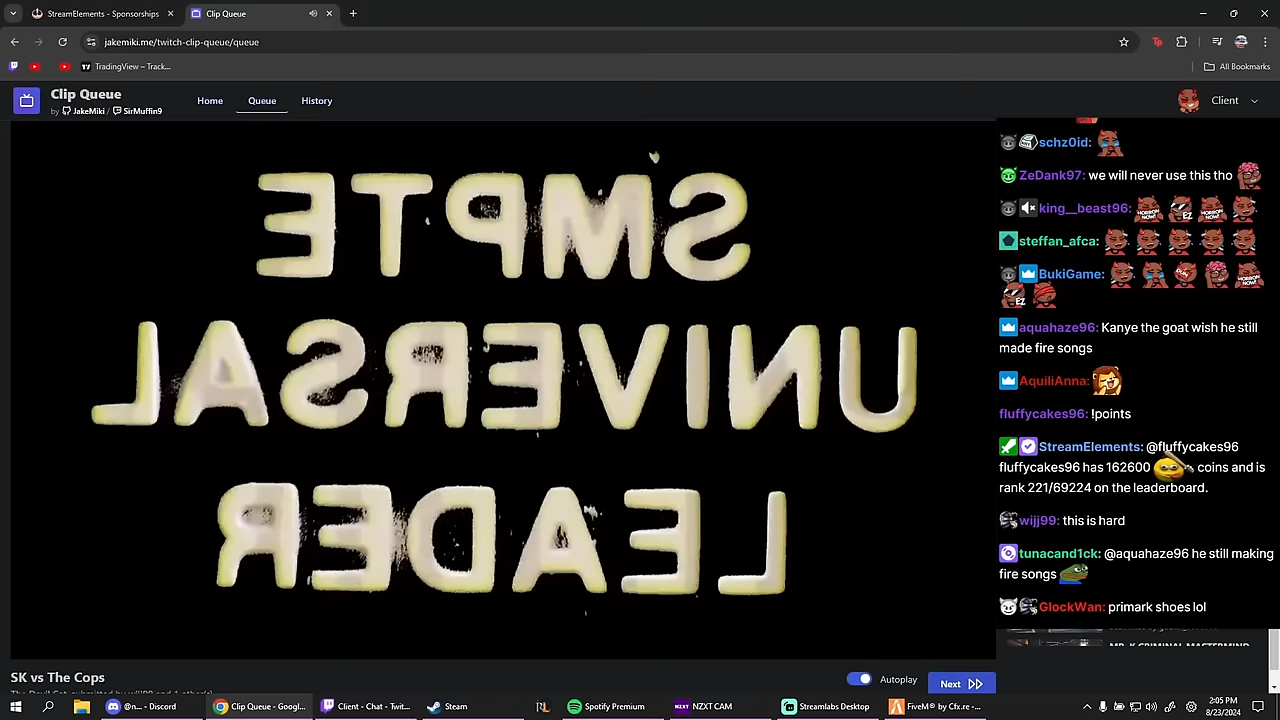 StreamElements - Sponsorships
Clip Queue
jakemiki.me/twitch-clip-queue/queue
TradingView – Track...
All Bookmarks
Clip Queue
by JakeMiki / SirMuffin9
Home
Queue
History
Client
SMPTE
UNIVERSAL
LEADER
schz0id:
ZeDank97: we will never use this tho
king__beast96:
steffan_afca:
BukiGame:
aquahaze96: Kanye the goat wish he still
made fire songs
AquiliAnna:
fluffycakes96: !points
StreamElements: @fluffycakes96
fluffycakes96 has 162600 coins and is
rank 221/69224 on the leaderboard.
wijj99: this is hard
tunacand1ck: @aquahaze96 he still making
fire songs
GlockWan: primark shoes lol
MR. K CRIMINAL MASTERMIND
SK vs The Cops
Autoplay
Next
@n... - Discord
Clip Queue - Googl...
Client - Chat - Twit...
Steam
Spotify Premium
NZXT
NZXT CAM
Streamlabs Desktop
FiveM® by Cfx.re -...
2:05 PM
8/23/2024